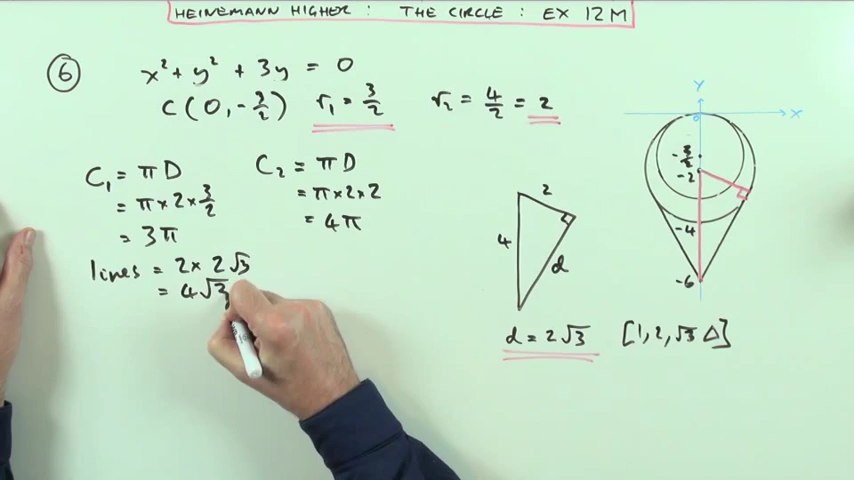 HEINEMANN HIGHER : THE CIRCLE : EX 12M
⑥ x² + y² + 3y = 0
C(0, -3/2) r₁ = 3/2 r₂ = 4/2 = 2
C₁ = πD
= π × 2 × 3/2
= 3π
C₂ = πD
= π × 2 × 2
= 4π
lines = 2 × 2√3
= 4√3
2
4
d
d = 2√3 [1, 2, √3 △]
Y
X
0
-3/2
-2
-4
-6